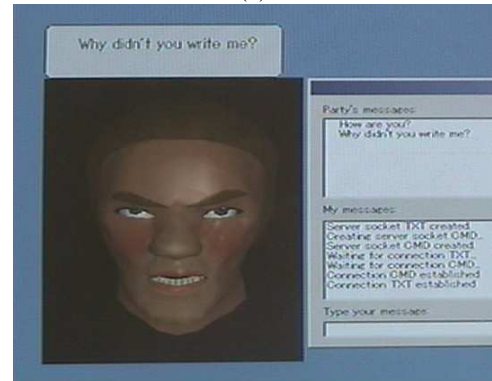 Why didn't you write me?
Party's messages:
How are you?
Why didn't you write me?
My messages:
Server socket TXT created.
Creating server socket CMD...
Server socket CMD created.
Waiting for connection TXT...
Waiting for connection CMD...
Connection CMD established
Connection TXT established
Type your message: